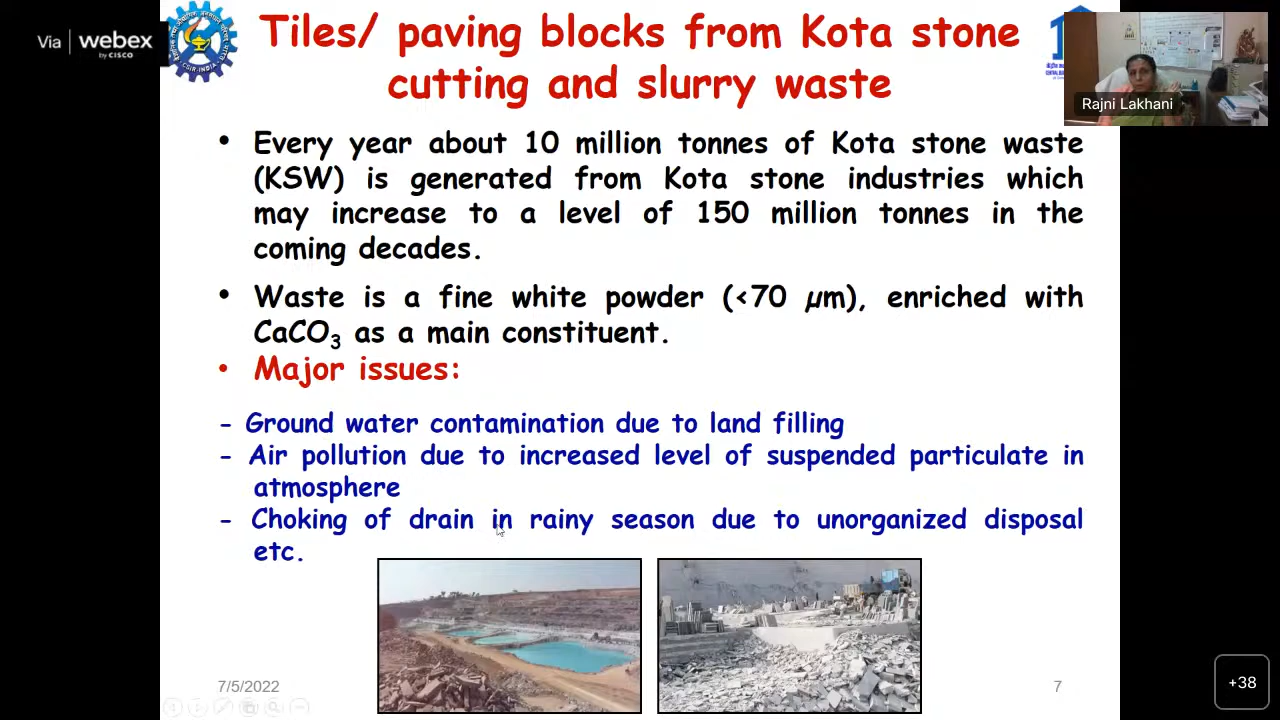 Via webex
by CISCO
CSIR-INDIA
Tiles/ paving blocks from Kota stone
cutting and slurry waste
Rajni Lakhani
• Every year about 10 million tonnes of Kota stone waste
(KSW) is generated from Kota stone industries which
may increase to a level of 150 million tonnes in the
coming decades.
• Waste is a fine white powder (<70 µm), enriched with
CaCO₃ as a main constituent.
• Major issues:
- Ground water contamination due to land filling
- Air pollution due to increased level of suspended particulate in
atmosphere
- Choking of drain in rainy season due to unorganized disposal
etc.
7/5/2022
7
+38